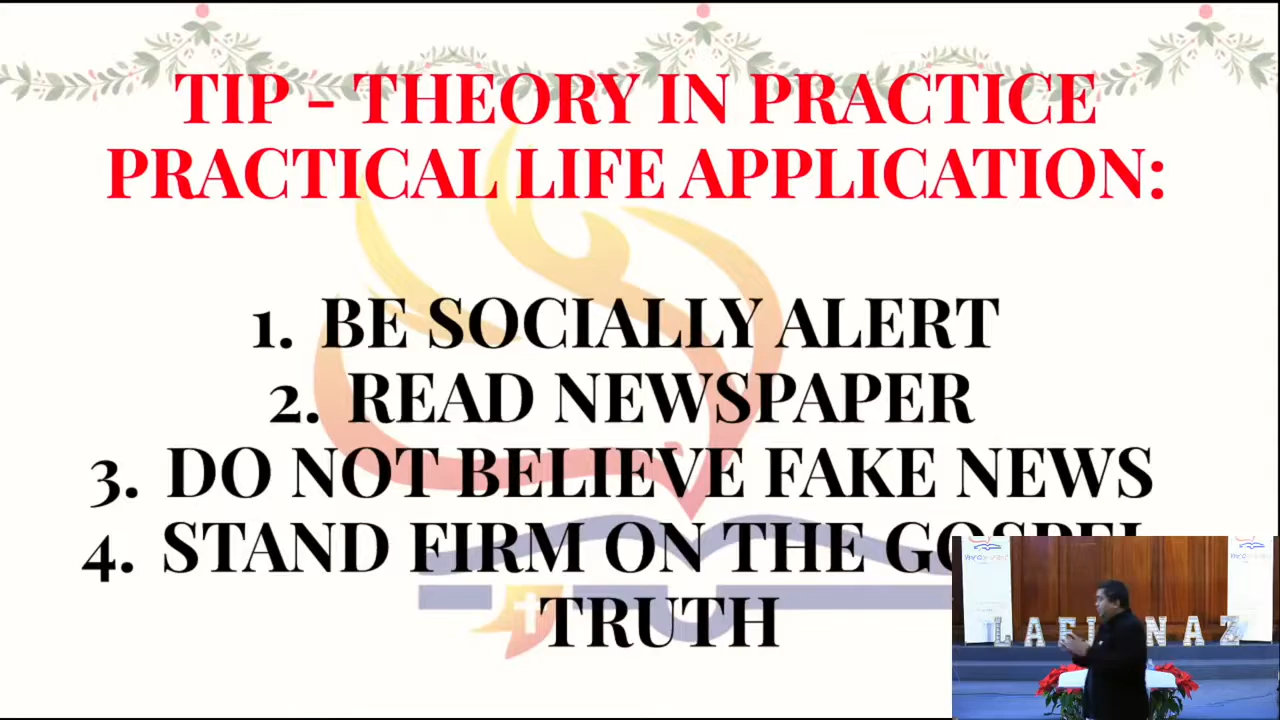 TIP - THEORY IN PRACTICE
PRACTICAL LIFE APPLICATION:
1. BE SOCIALLY ALERT
2. READ NEWSPAPER
3. DO NOT BELIEVE FAKE NEWS
4. STAND FIRM ON THE GOSPEL
TRUTH